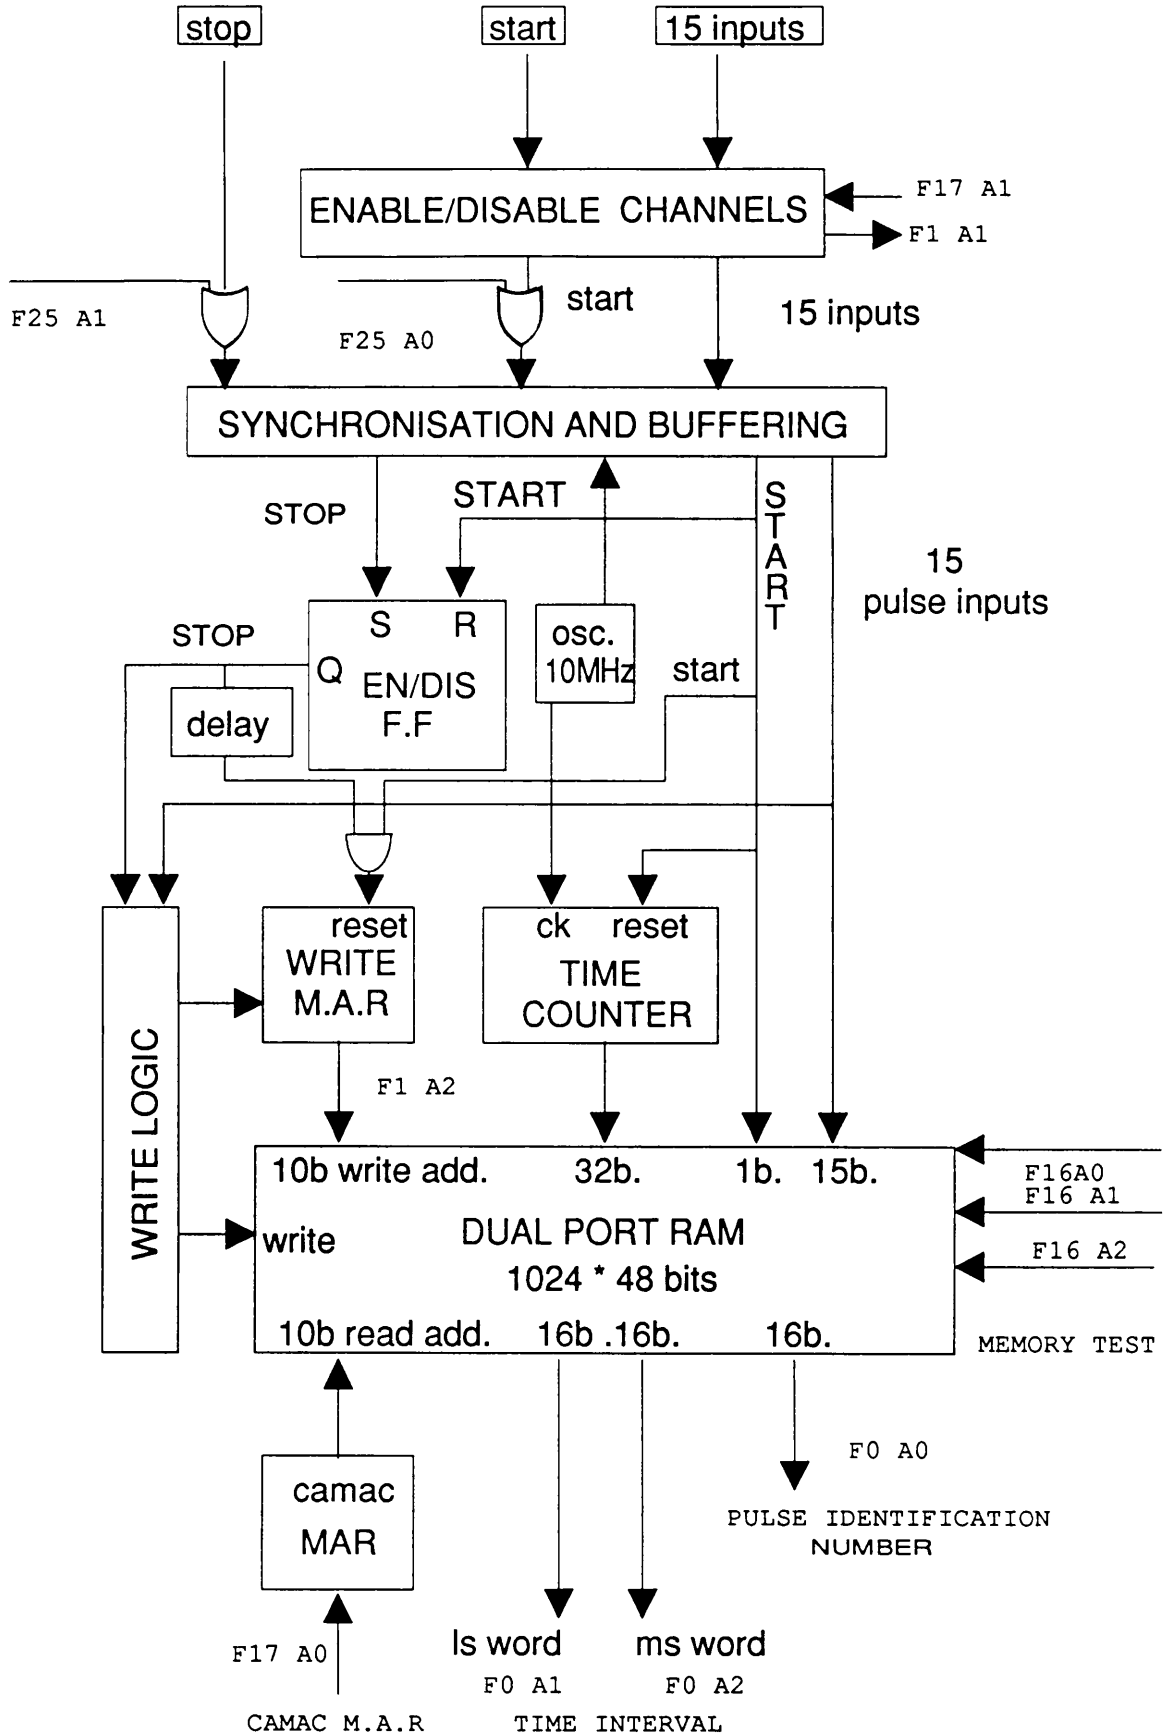 stop
start
15 inputs
ENABLE/DISABLE CHANNELS
F17 A1
F1 A1
F25 A1
F25 A0
start
15 inputs
SYNCHRONISATION AND BUFFERING
STOP
START
START
15
pulse inputs
STOP
S R
Q
EN/DIS
F.F
osc.
10MHz
start
delay
reset
WRITE
M.A.R
ck reset
TIME
COUNTER
WRITE LOGIC
F1 A2
10b write add. 32b. 1b. 15b.
write
DUAL PORT RAM
1024 * 48 bits
10b read add. 16b .16b. 16b.
F16A0
F16 A1
F16 A2
MEMORY TEST
camac
MAR
F0 A0
PULSE IDENTIFICATION
NUMBER
F17 A0
CAMAC M.A.R
ls word ms word
F0 A1 F0 A2
TIME INTERVAL